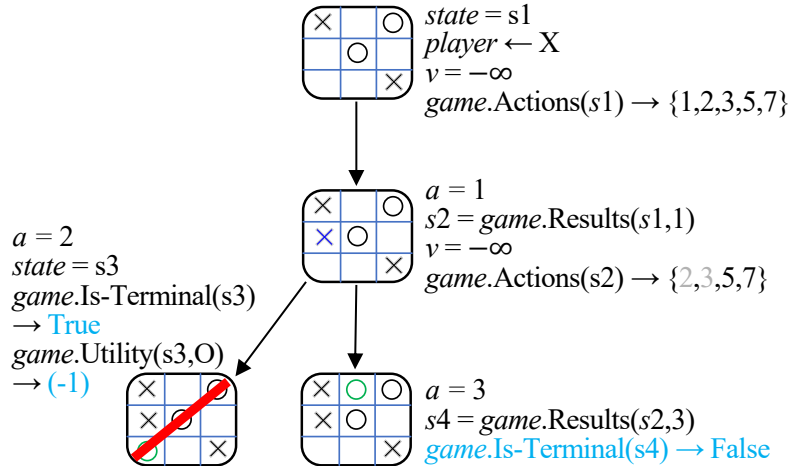 state = s1
player ← X
v = −∞
game.Actions(s1) → {1,2,3,5,7}
a = 1
s2 = game.Results(s1,1)
v = −∞
game.Actions(s2) → {2,3,5,7}
a = 2
state = s3
game.Is-Terminal(s3)
→ True
game.Utility(s3,O)
→ (-1)
a = 3
s4 = game.Results(s2,3)
game.Is-Terminal(s4) → False